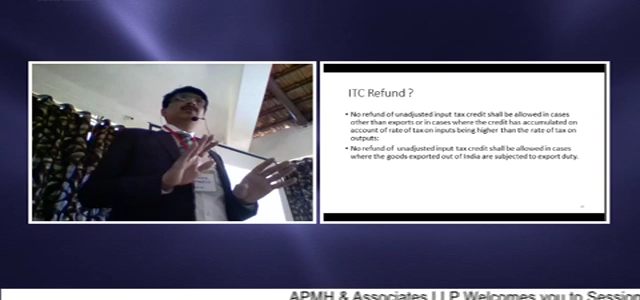 ITC Refund ?
• No refund of unadjusted input tax credit shall be allowed in cases
other than exports or in cases where the credit has accumulated on
account of rate of tax on inputs being higher than the rate of tax on
outputs;
• No refund of unadjusted input tax credit shall be allowed in cases
where the goods exported out of India are subjected to export duty.
APMH & Associates LLP Welcomes you to Session